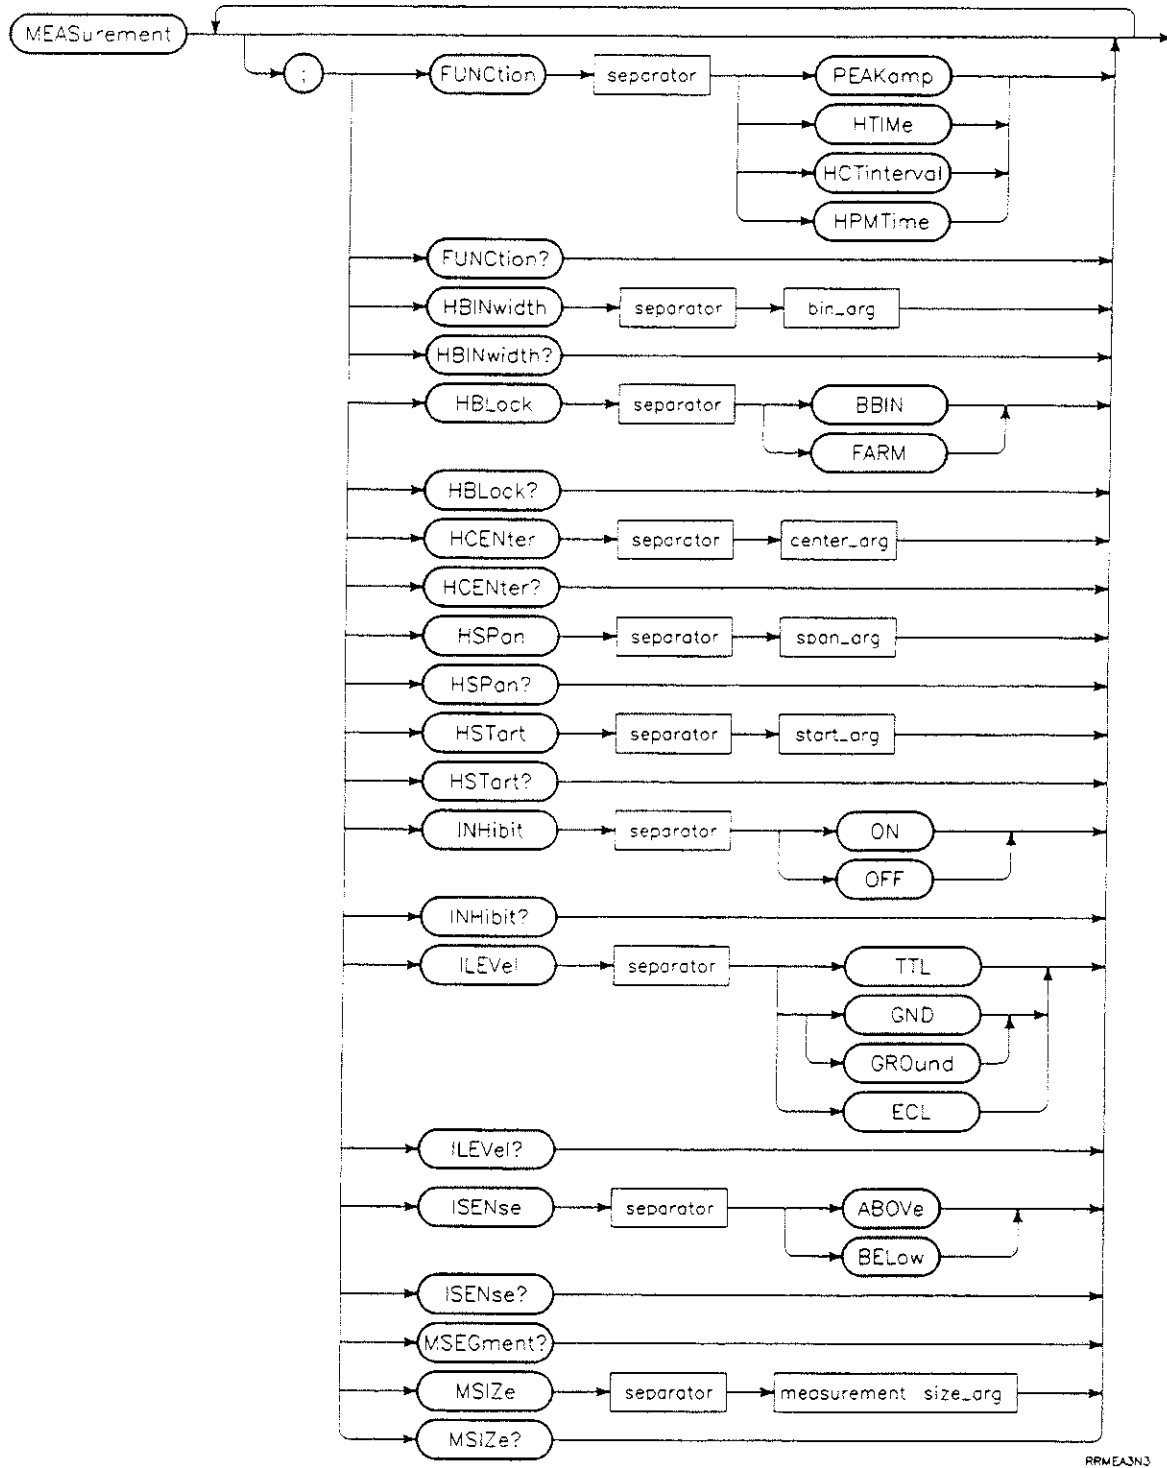 MEASurement
; FUNCtion separator PEAKamp
HTIMe
HCTinterval
HPMTime
FUNCtion?
HBINwidth separator bin_arg
HBINwidth?
HBLock separator BBIN
FARM
HBLock?
HCENter separator center_arg
HCENter?
HSPan separator span_arg
HSPan?
HSTart separator start_arg
HSTart?
INHibit separator ON
OFF
INHibit?
ILEVel separator TTL
GND
GROund
ECL
ILEVel?
ISENse separator ABOVe
BELow
ISENse?
MSEGment?
MSIZe separator measurement size_arg
MSIZe?
RRMEA3N3